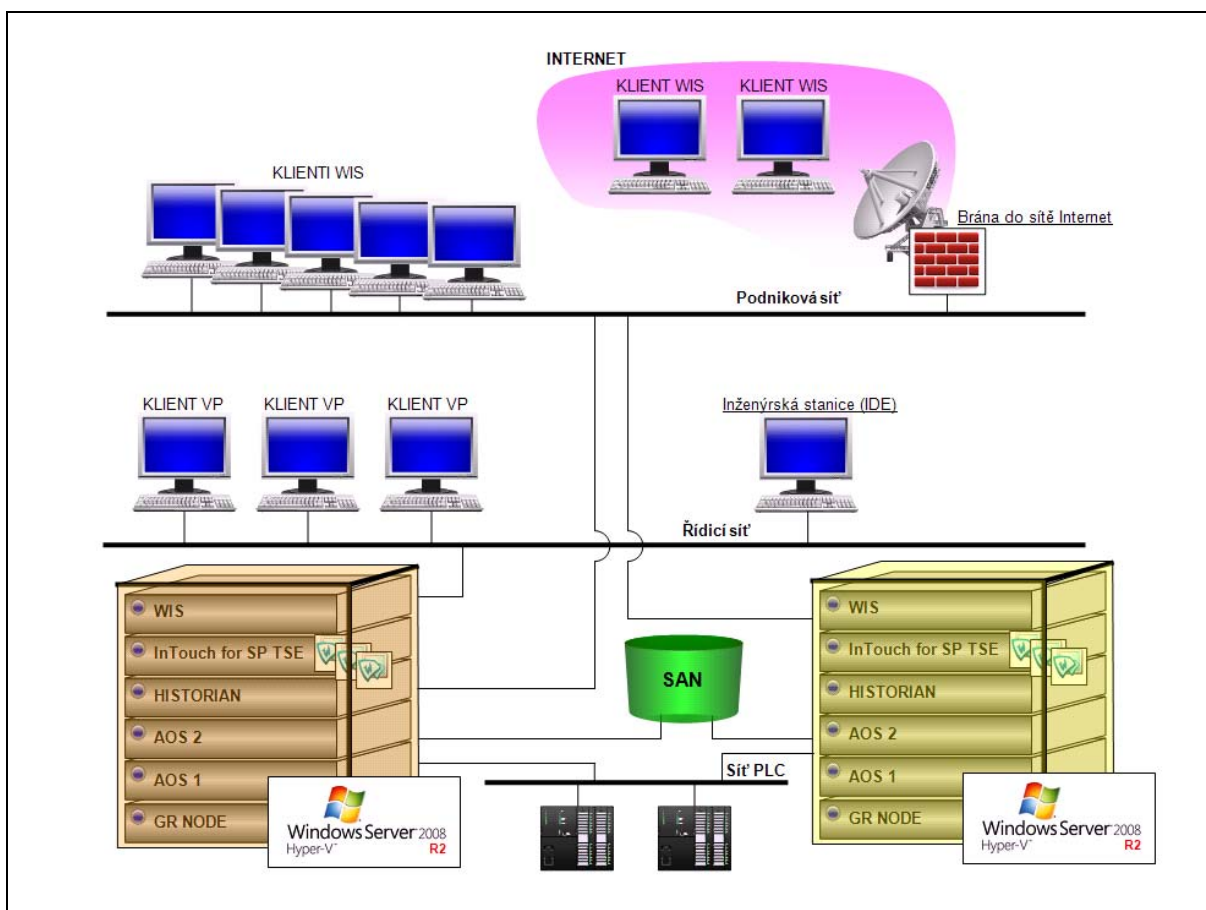 INTERNET
KLIENT WIS
KLIENT WIS
KLIENTI WIS
Brána do sítě Internet
Podniková síť
KLIENT VP
KLIENT VP
KLIENT VP
Inženýrská stanice (IDE)
Řídicí síť
WIS
InTouch for SP TSE
HISTORIAN
AOS 2
AOS 1
GR NODE
Windows Server 2008
Hyper-V™
R2
SAN
Síť PLC
WIS
InTouch for SP TSE
HISTORIAN
AOS 2
AOS 1
GR NODE
Windows Server 2008
Hyper-V™
R2